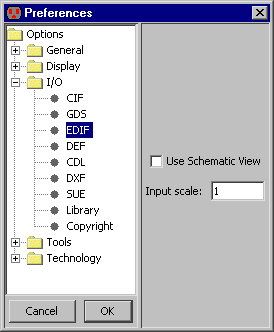 Preferences
Options
General
Display
I/O
CIF
GDS
EDIF
DEF
CDL
DXF
SUE
Library
Copyright
Tools
Technology
Use Schematic View
Input scale: 1
Cancel OK